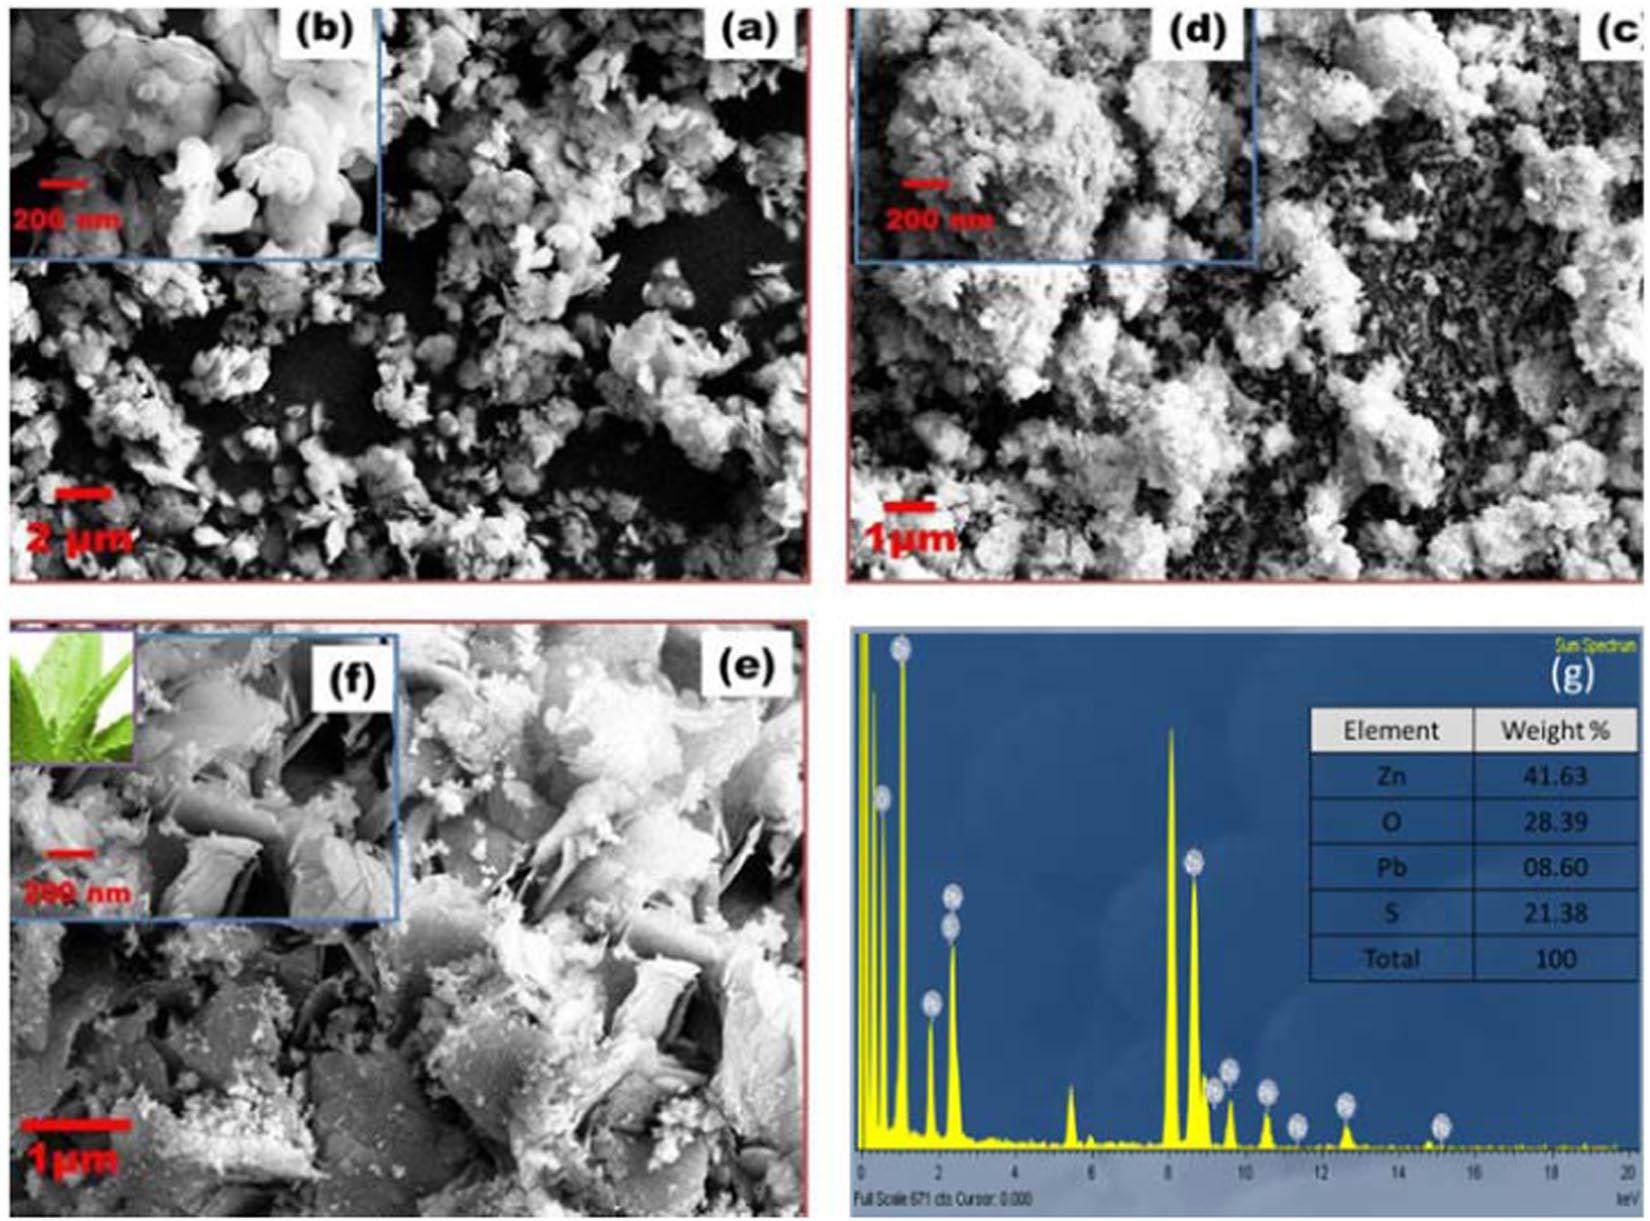 (b)
(a)
200 nm
2 μm
(d)
(c
200 nm
1μm
(f)
(e)
200 nm
1μm
Sum Spectrum
(g)
Element Weight %
Zn 41.63
O 28.39
Pb 08.60
S 21.38
Total 100
0 2 4 6 8 10 12 14 16 18 20
Full Scale 671 cts Cursor: 0.000 keV